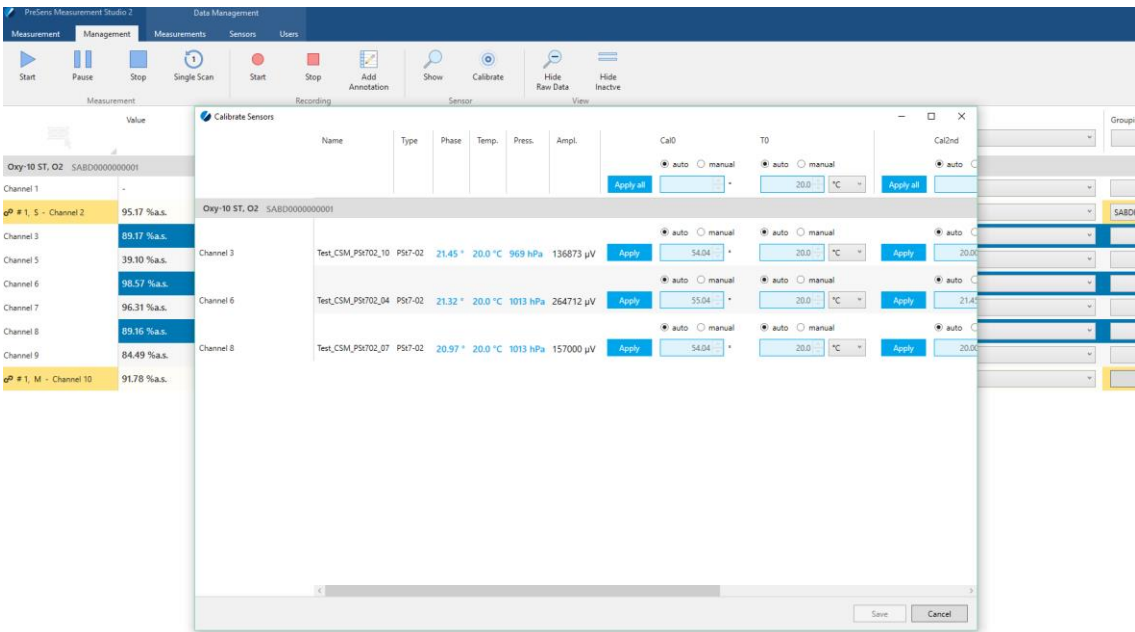 PreSens Measurement Studio 2 Data Management
Measurement Management Measurements Sensors Users
Start Pause Stop Single Scan Start Stop Add Annotation Show Calibrate Hide Raw Data Hide Inactve
Measurement Recording Sensor View
Value
Groupi
Oxy-10 ST, O2 SABD0000000001
Channel 1 -
# 1, S - Channel 2 95.17 %a.s.
SABD
Channel 3 89.17 %a.s.
Channel 5 39.10 %a.s.
Channel 6 98.57 %a.s.
Channel 7 96.31 %a.s.
Channel 8 89.16 %a.s.
Channel 9 84.49 %a.s.
# 1, M - Channel 10 91.78 %a.s.
Calibrate Sensors
Name Type Phase Temp. Press. Ampl. Cal0 T0 Cal2nd
auto manual auto manual auto
Apply all ° 20.0 °C Apply all
Oxy-10 ST, O2 SABD0000000001
auto manual auto manual auto
Channel 3 Test_CSM_PSt702_10 PSt7-02 21.45 ° 20.0 °C 969 hPa 136873 µV Apply 54.04 ° 20.0 °C Apply 20.00
auto manual auto manual auto
Channel 6 Test_CSM_PSt702_04 PSt7-02 21.32 ° 20.0 °C 1013 hPa 264712 µV Apply 55.04 ° 20.0 °C Apply 21.45
auto manual auto manual auto
Channel 8 Test_CSM_PSt702_07 PSt7-02 20.97 ° 20.0 °C 1013 hPa 157000 µV Apply 54.04 ° 20.0 °C Apply 20.00
Save Cancel